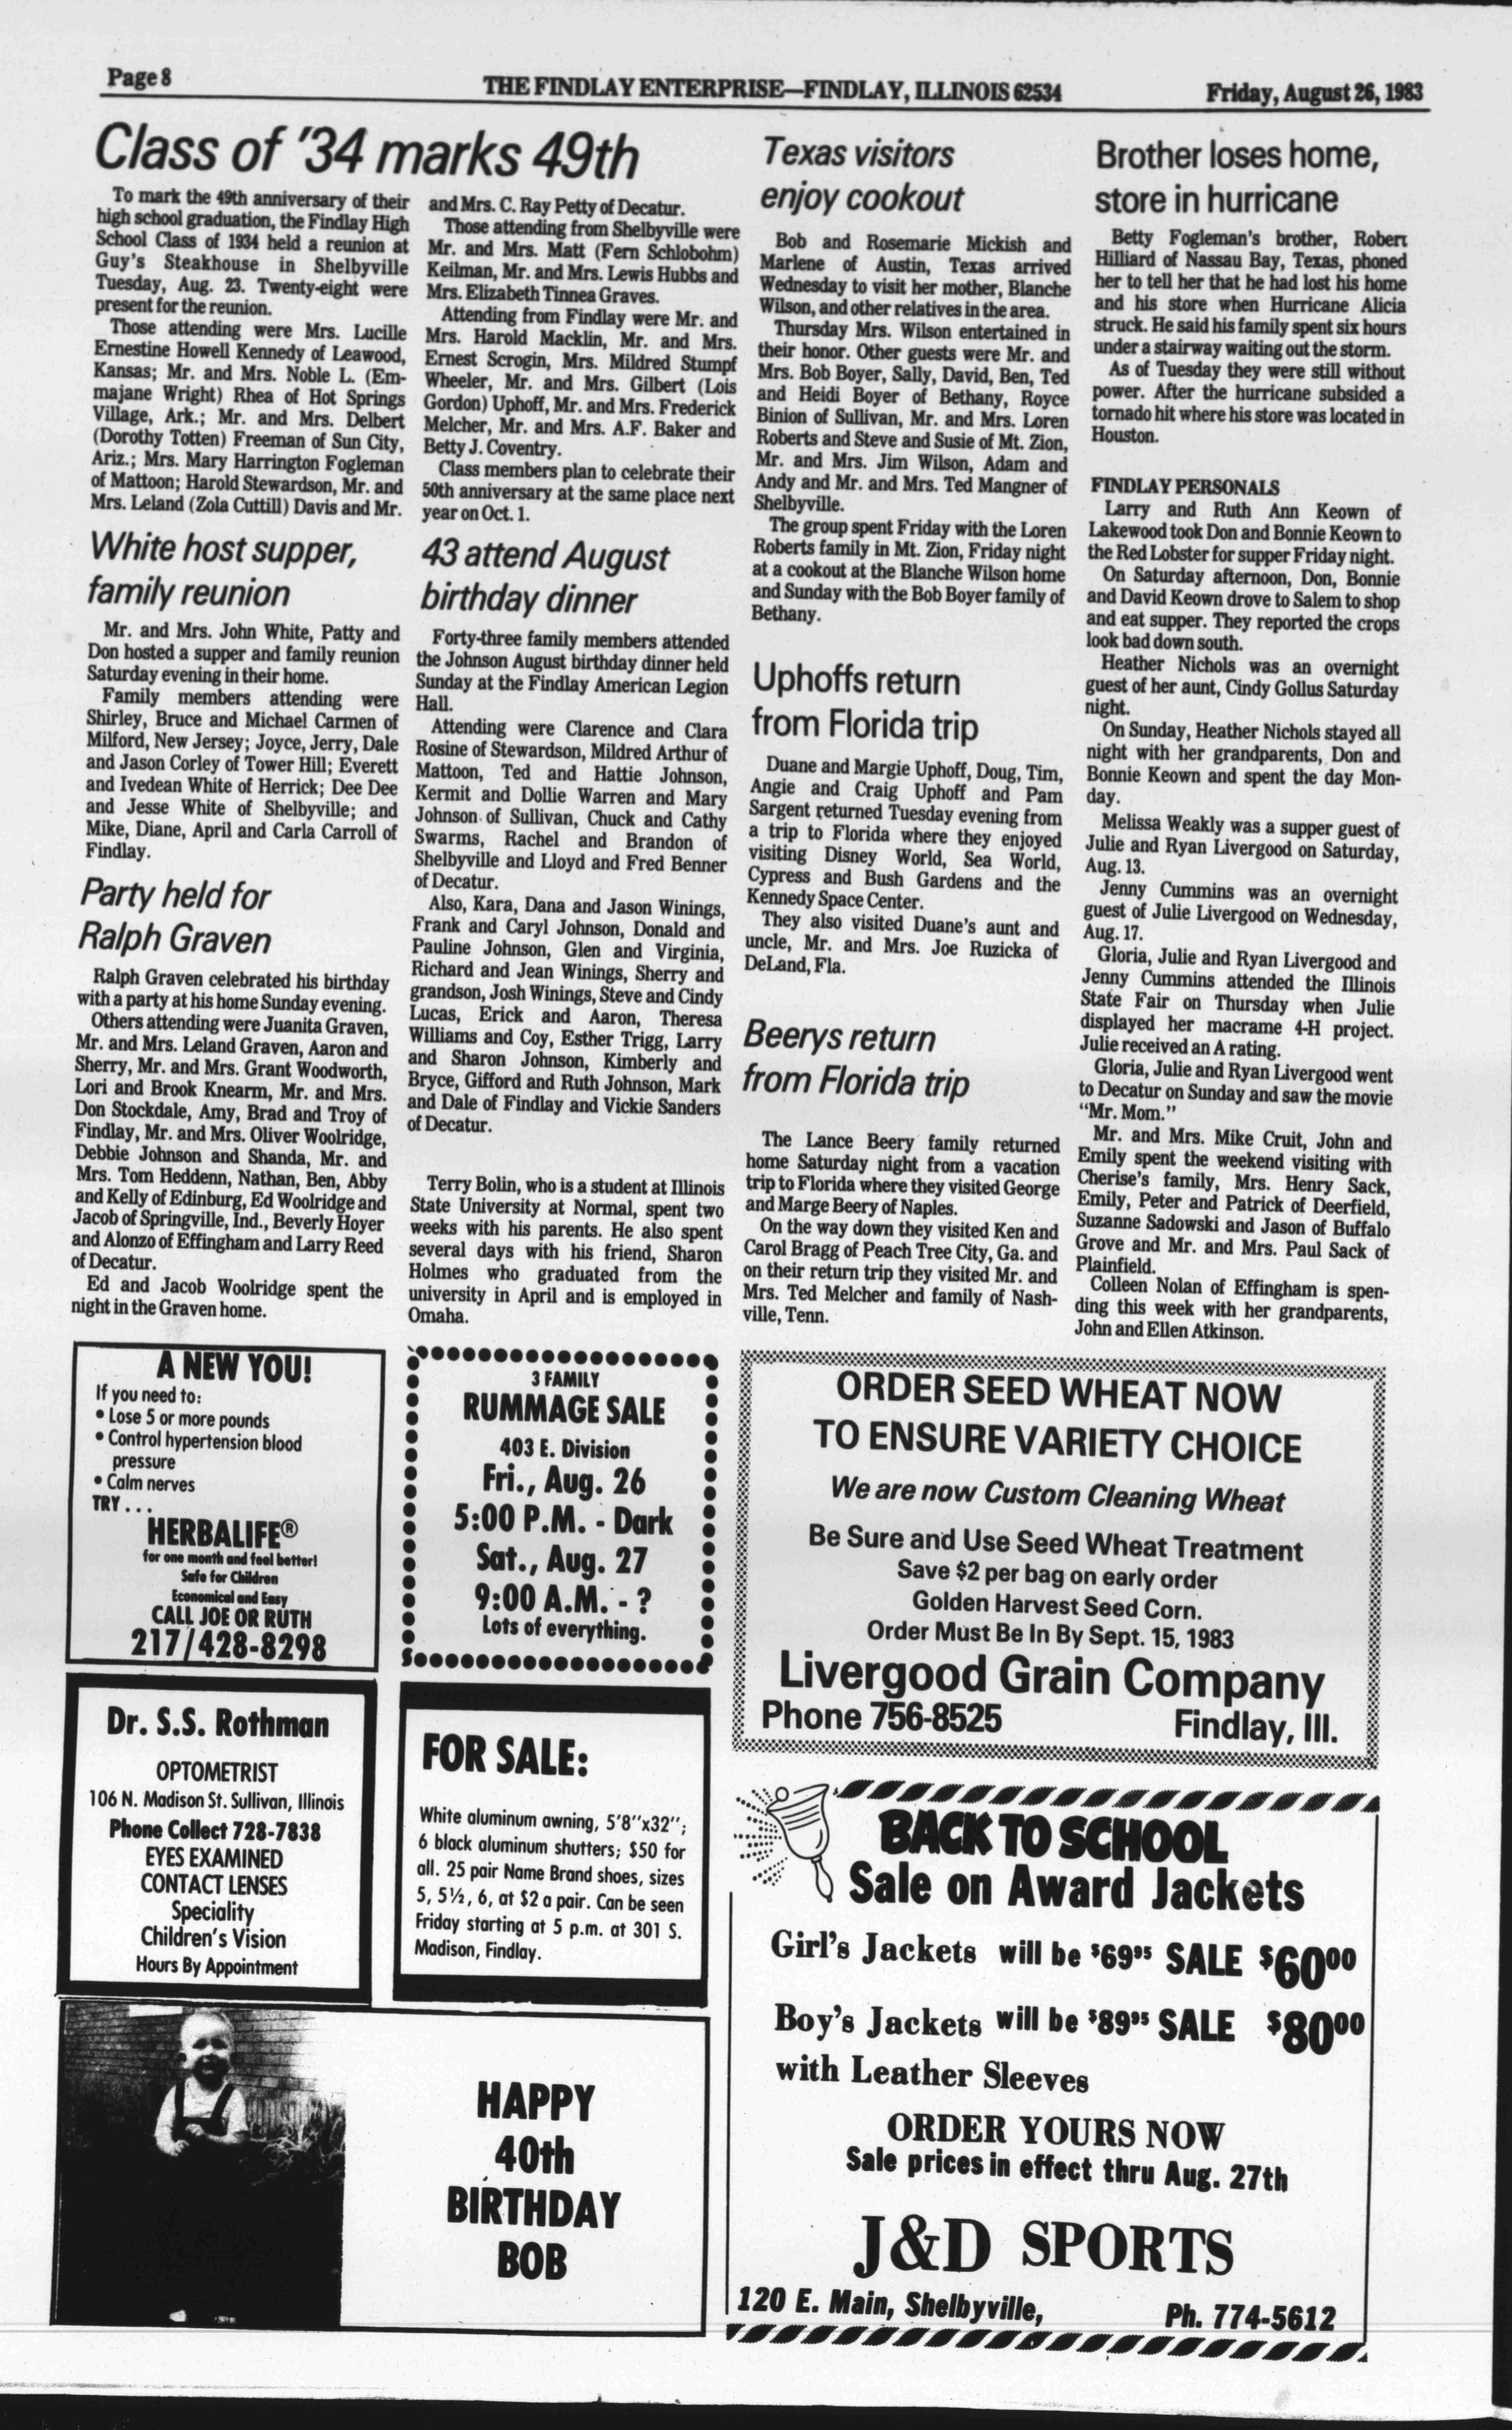 Page 8
THE FINDLAY ENTERPRISE—FINDLAY, ILLINOIS 62534
Friday, August 26, 1983
Class of '34 marks 49th
To mark the 49th anniversary of their
high school graduation, the Findlay High
School Class of 1934 held a reunion at
Guy's Steakhouse in Shelbyville
Tuesday, Aug. 23. Twenty-eight were
present for the reunion.
Those attending were Mrs. Lucille
Ernestine Howell Kennedy of Leawood,
Kansas; Mr. and Mrs. Noble L. (Em-
majane Wright) Rhea of Hot Springs
Village, Ark.; Mr. and Mrs. Delbert
(Dorothy Totten) Freeman of Sun City,
Ariz.; Mrs. Mary Harrington Fogleman
of Mattoon; Harold Stewardson, Mr. and
Mrs. Leland (Zola Cuttill) Davis and Mr.
and Mrs. C. Ray Petty of Decatur.
Those attending from Shelbyville were
Mr. and Mrs. Matt (Fern Schlobohm)
Keilman, Mr. and Mrs. Lewis Hubbs and
Mrs. Elizabeth Tinnea Graves.
Attending from Findlay were Mr. and
Mrs. Harold Macklin, Mr. and Mrs.
Ernest Scrogin, Mrs. Mildred Stumpf
Wheeler, Mr. and Mrs. Gilbert (Lois
Gordon) Uphoff, Mr. and Mrs. Frederick
Melcher, Mr. and Mrs. A.F. Baker and
Betty J. Coventry.
Class members plan to celebrate their
50th anniversary at the same place next
year on Oct. 1.
White host supper,
family reunion
Mr. and Mrs. John White, Patty and
Don hosted a supper and family reunion
Saturday evening in their home.
Family members attending were
Shirley, Bruce and Michael Carmen of
Milford, New Jersey; Joyce, Jerry, Dale
and Jason Corley of Tower Hill; Everett
and Ivedean White of Herrick; Dee Dee
and Jesse White of Shelbyville; and
Mike, Diane, April and Carla Carroll of
Findlay.
Party held for
Ralph Graven
Ralph Graven celebrated his birthday
with a party at his home Sunday evening.
Others attending were Juanita Graven,
Mr. and Mrs. Leland Graven, Aaron and
Sherry, Mr. and Mrs. Grant Woodworth,
Lori and Brook Knearm, Mr. and Mrs.
Don Stockdale, Amy, Brad and Troy of
Findlay, Mr. and Mrs. Oliver Woolridge,
Debbie Johnson and Shanda, Mr. and
Mrs. Tom Heddenn, Nathan, Ben, Abby
and Kelly of Edinburg, Ed Woolridge and
Jacob of Springville, Ind., Beverly Hoyer
and Alonzo of Effingham and Larry Reed
of Decatur.
Ed and Jacob Woolridge spent the
night in the Graven home.
43 attend August
birthday dinner
Forty-three family members attended
the Johnson August birthday dinner held
Sunday at the Findlay American Legion
Hall.
Attending were Clarence and Clara
Rosine of Stewardson, Mildred Arthur of
Mattoon, Ted and Hattie Johnson,
Kermit and Dollie Warren and Mary
Johnson of Sullivan, Chuck and Cathy
Swarms, Rachel and Brandon of
Shelbyville and Lloyd and Fred Benner
of Decatur.
Also, Kara, Dana and Jason Winings,
Frank and Caryl Johnson, Donald and
Pauline Johnson, Glen and Virginia,
Richard and Jean Winings, Sherry and
grandson, Josh Winings, Steve and Cindy
Lucas, Erick and Aaron, Theresa
Williams and Coy, Esther Trigg, Larry
and Sharon Johnson, Kimberly and
Bryce, Gifford and Ruth Johnson, Mark
and Dale of Findlay and Vickie Sanders
of Decatur.
Terry Bolin, who is a student at Illinois
State University at Normal, spent two
weeks with his parents. He also spent
several days with his friend, Sharon
Holmes who graduated from the
university in April and is employed in
Omaha.
Texas visitors
enjoy cookout
Bob and Rosemarie Mickish and
Marlene of Austin, Texas arrived
Wednesday to visit her mother, Blanche
Wilson, and other relatives in the area.
Thursday Mrs. Wilson entertained in
their honor. Other guests were Mr. and
Mrs. Bob Boyer, Sally, David, Ben, Ted
and Heidi Boyer of Bethany, Royce
Binion of Sullivan, Mr. and Mrs. Loren
Roberts and Steve and Susie of Mt. Zion,
Mr. and Mrs. Jim Wilson, Adam and
Andy and Mr. and Mrs. Ted Mangner of
Shelbyville.
The group spent Friday with the Loren
Roberts family in Mt. Zion, Friday night
at a cookout at the Blanche Wilson home
and Sunday with the Bob Boyer family of
Bethany.
Uphoffs return
from Florida trip
Duane and Margie Uphoff, Doug, Tim,
Angie and Craig Uphoff and Pam
Sargent returned Tuesday evening from
a trip to Florida where they enjoyed
visiting Disney World, Sea World,
Cypress and Bush Gardens and the
Kennedy Space Center.
They also visited Duane's aunt and
uncle, Mr. and Mrs. Joe Ruzicka of
DeLand, Fla.
Beerys return
from Florida trip
The Lance Beery family returned
home Saturday night from a vacation
trip to Florida where they visited George
and Marge Beery of Naples.
On the way down they visited Ken and
Carol Bragg of Peach Tree City, Ga. and
on their return trip they visited Mr. and
Mrs. Ted Melcher and family of Nash-
ville, Tenn.
Brother loses home,
store in hurricane
Betty Fogleman's brother, Robert
Hilliard of Nassau Bay, Texas, phoned
her to tell her that he had lost his home
and his store when Hurricane Alicia
struck. He said his family spent six hours
under a stairway waiting out the storm.
As of Tuesday they were still without
power. After the hurricane subsided a
tornado hit where his store was located in
Houston.
FINDLAY PERSONALS
Larry and Ruth Ann Keown of
Lakewood took Don and Bonnie Keown to
the Red Lobster for supper Friday night.
On Saturday afternoon, Don, Bonnie
and David Keown drove to Salem to shop
and eat supper. They reported the crops
look bad down south.
Heather Nichols was an overnight
guest of her aunt, Cindy Gollus Saturday
night.
On Sunday, Heather Nichols stayed all
night with her grandparents, Don and
Bonnie Keown and spent the day Mon-
day.
Melissa Weakly was a supper guest of
Julie and Ryan Livergood on Saturday,
Aug. 13.
Jenny Cummins was an overnight
guest of Julie Livergood on Wednesday,
Aug. 17.
Gloria, Julie and Ryan Livergood and
Jenny Cummins attended the Illinois
State Fair on Thursday when Julie
displayed her macrame 4-H project.
Julie received an A rating.
Gloria, Julie and Ryan Livergood went
to Decatur on Sunday and saw the movie
"Mr. Mom."
Mr. and Mrs. Mike Cruit, John and
Emily spent the weekend visiting with
Cherise's family, Mrs. Henry Sack,
Emily, Peter and Patrick of Deerfield,
Suzanne Sadowski and Jason of Buffalo
Grove and Mr. and Mrs. Paul Sack of
Plainfield.
Colleen Nolan of Effingham is spen-
ding this week with her grandparents,
John and Ellen Atkinson.
A NEW YOU!
If you need to:
• Lose 5 or more pounds
• Control hypertension blood
pressure
• Calm nerves
TRY . . .
HERBALIFE®
for one month and feel better!
Safe for Children
Economical and Easy
CALL JOE OR RUTH
217/428-8298
3 FAMILY
RUMMAGE SALE
403 E. Division
Fri., Aug. 26
5:00 P.M. - Dark
Sat., Aug. 27
9:00 A.M. - ?
Lots of everything.
ORDER SEED WHEAT NOW
TO ENSURE VARIETY CHOICE
We are now Custom Cleaning Wheat
Be Sure and Use Seed Wheat Treatment
Save $2 per bag on early order
Golden Harvest Seed Corn.
Order Must Be In By Sept. 15, 1983
Livergood Grain Company
Phone 756-8525 Findlay, Ill.
Dr. S.S. Rothman
OPTOMETRIST
106 N. Madison St. Sullivan, Illinois
Phone Collect 728-7838
EYES EXAMINED
CONTACT LENSES
Speciality
Children's Vision
Hours By Appointment
FOR SALE:
White aluminum awning, 5'8"x32";
6 black aluminum shutters; $50 for
all. 25 pair Name Brand shoes, sizes
5, 5½, 6, at $2 a pair. Can be seen
Friday starting at 5 p.m. at 301 S.
Madison, Findlay.
BACK TO SCHOOL
Sale on Award Jackets
Girl's Jackets will be $69⁹⁵ SALE $60⁰⁰
Boy's Jackets will be $89⁹⁵ SALE $80⁰⁰
with Leather Sleeves
ORDER YOURS NOW
Sale prices in effect thru Aug. 27th
J&D SPORTS
120 E. Main, Shelbyville, Ph. 774-5612
HAPPY
40th
BIRTHDAY
BOB